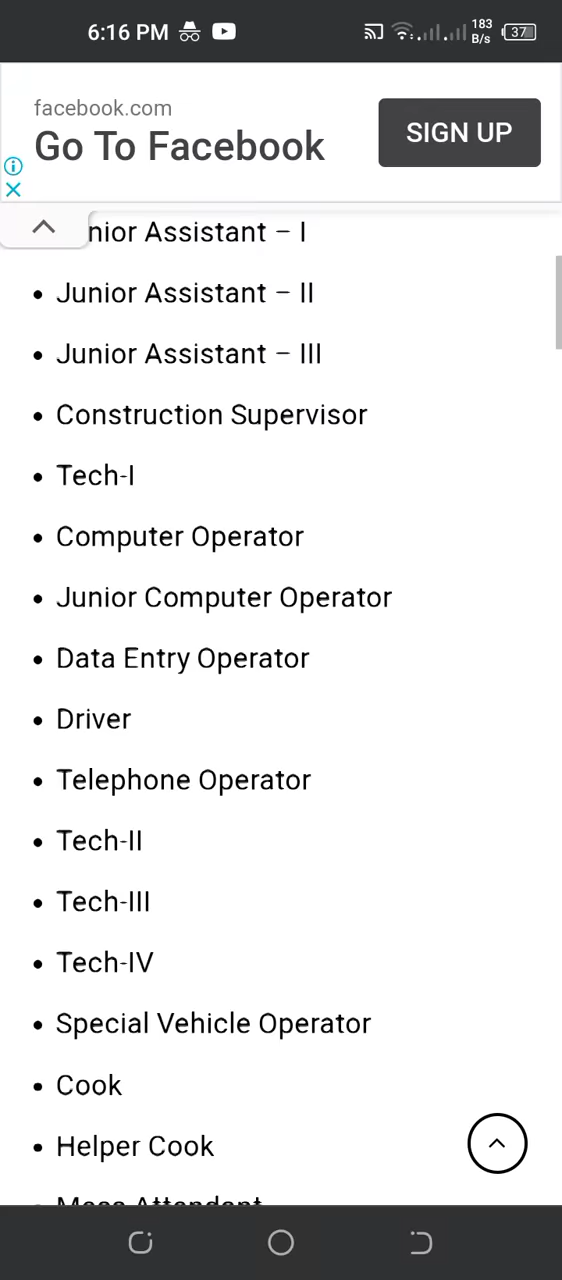 6:16 PM
183
B/s
37
facebook.com
Go To Facebook
SIGN UP
nior Assistant – I
• Junior Assistant – II
• Junior Assistant – III
• Construction Supervisor
• Tech-I
• Computer Operator
• Junior Computer Operator
• Data Entry Operator
• Driver
• Telephone Operator
• Tech-II
• Tech-III
• Tech-IV
• Special Vehicle Operator
• Cook
• Helper Cook
• Mess Attendant